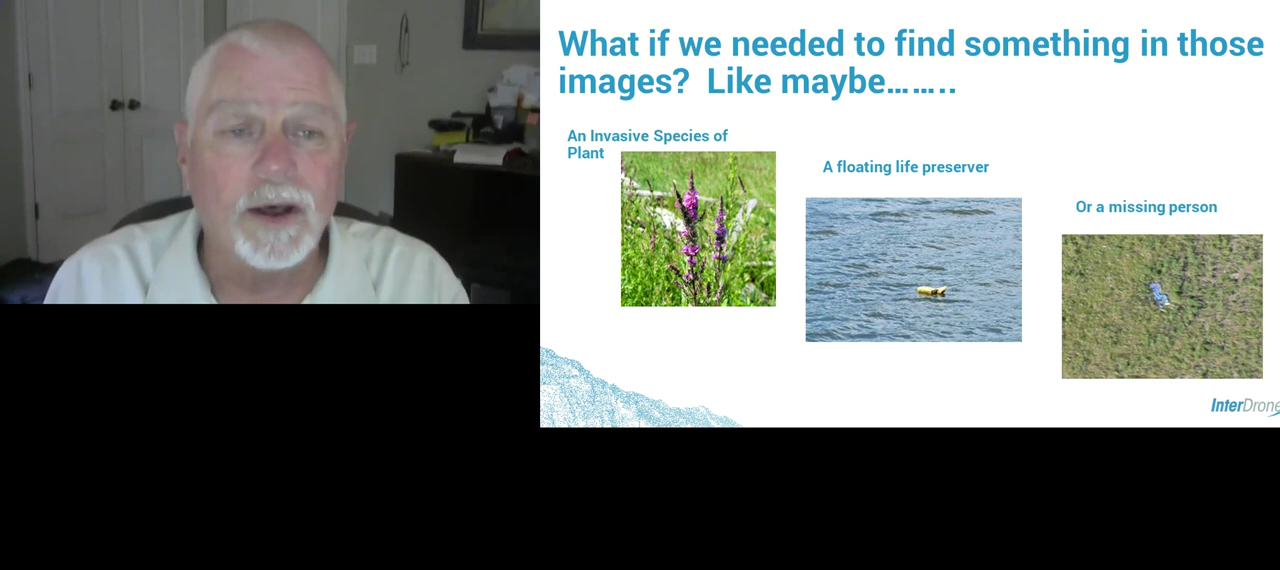 What if we needed to find something in those
images?  Like maybe……..
An Invasive Species of
Plant
A floating life preserver
Or a missing person
InterDrone